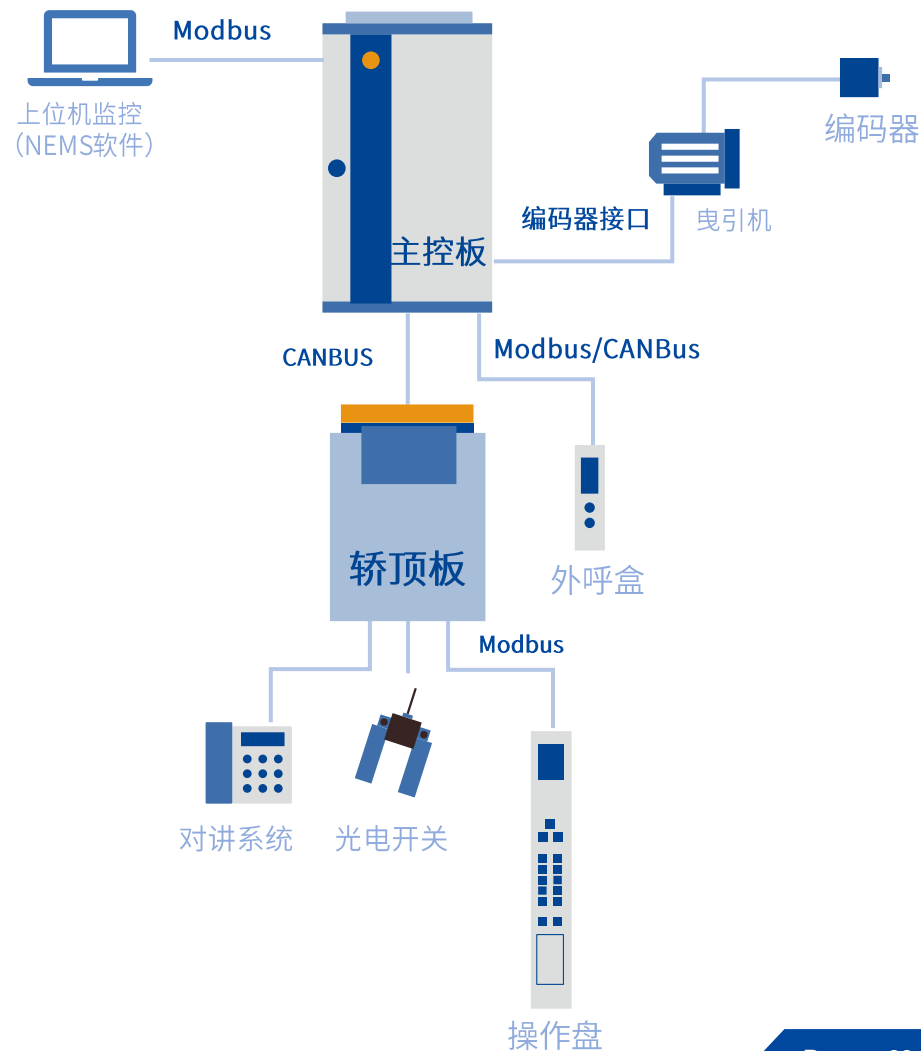 Modbus
上位机监控
（NEMS软件）
编码器
编码器接口
曳引机
主控板
CANBUS
Modbus/CANBus
轿顶板
外呼盒
Modbus
对讲系统
光电开关
操作盘